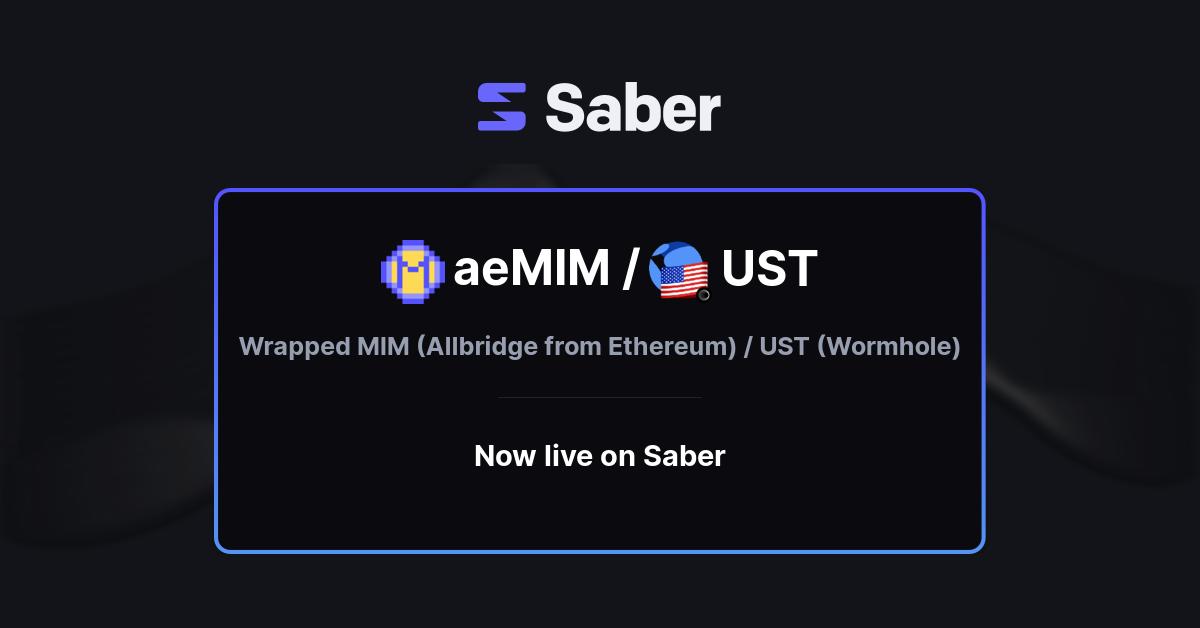 Saber
aeMIM / UST
Wrapped MIM (Allbridge from Ethereum) / UST (Wormhole)
Now live on Saber